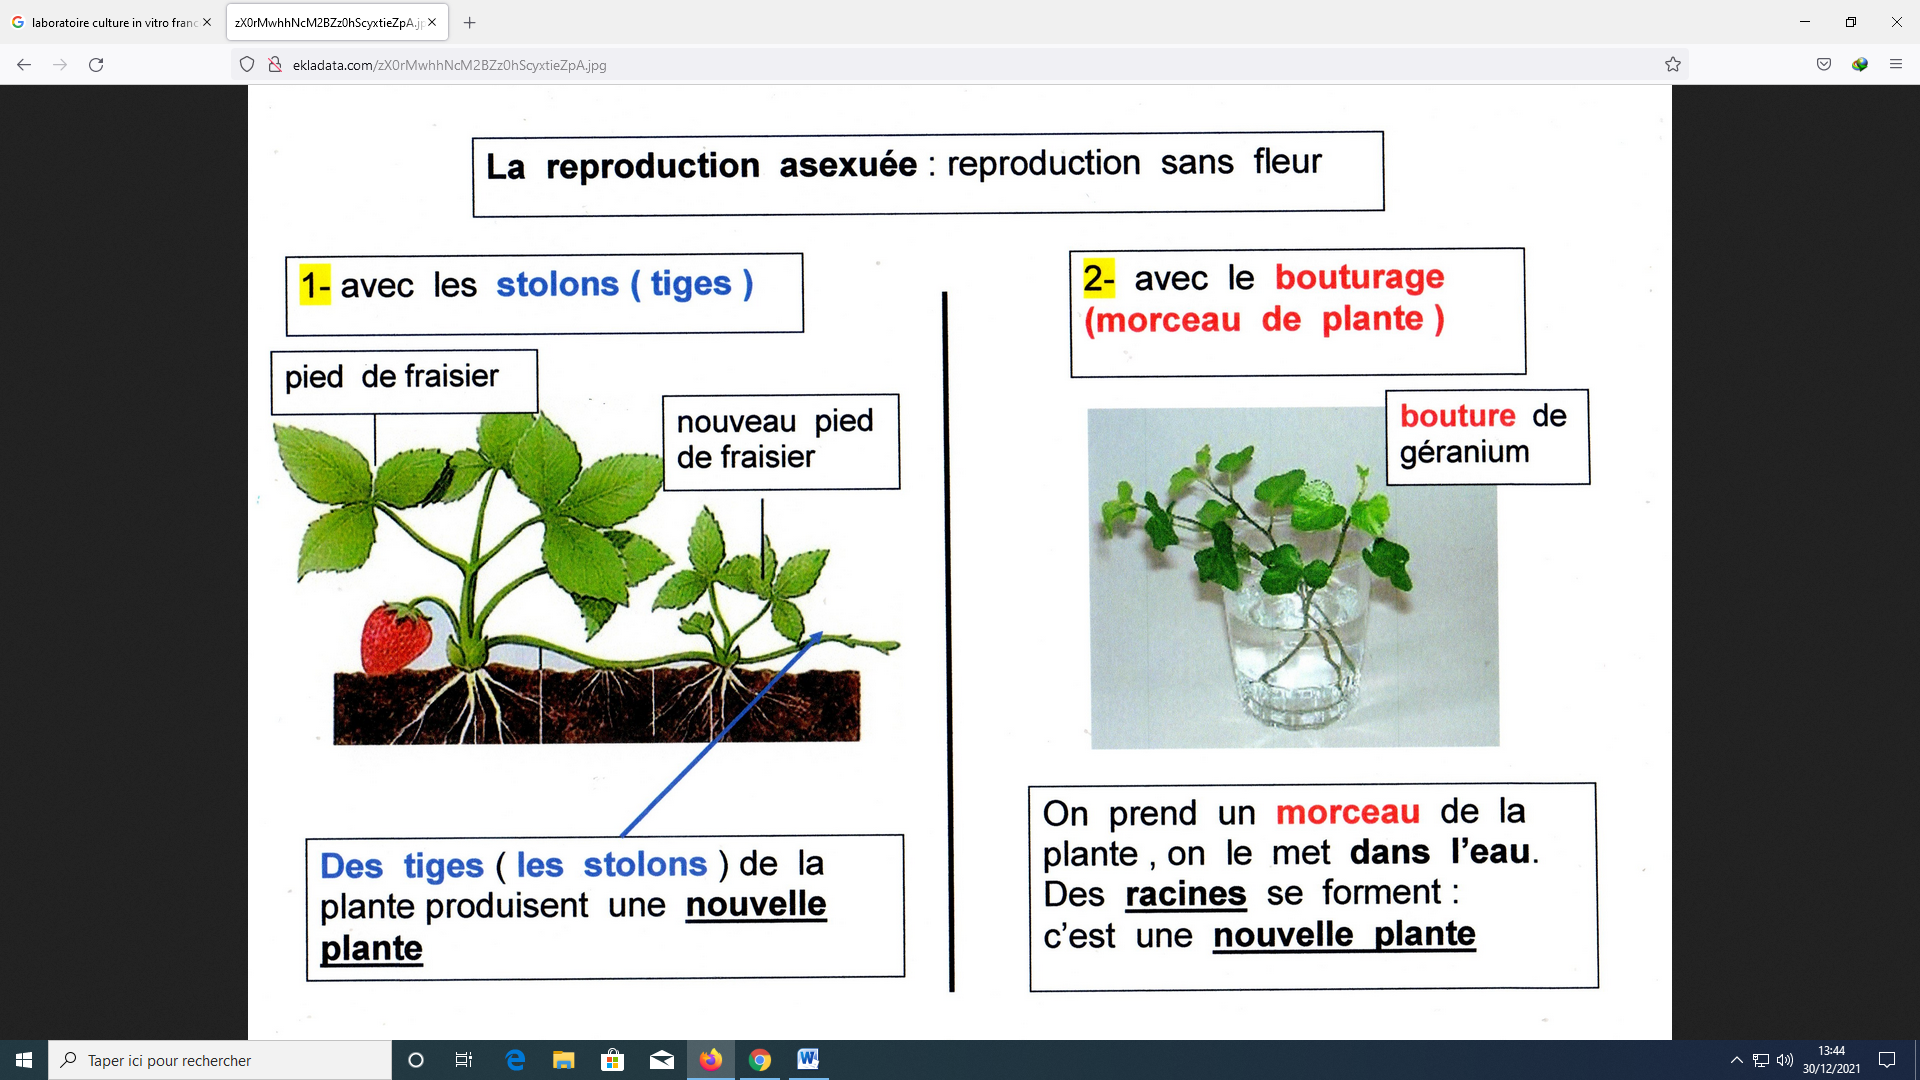 laboratoire culture in vitro fran
zX0rMwhhNcM2BZz0hScyxtieZpA.jp
ekladata.com/zX0rMwhhNcM2BZz0hScyxtieZpA.jpg
La reproduction asexuée : reproduction sans fleur
1- avec les stolons ( tiges )
pied de fraisier
nouveau pied
de fraisier
Des tiges ( les stolons ) de la
plante produisent une nouvelle
plante
2- avec le bouturage
(morceau de plante )
bouture de
géranium
On prend un morceau de la
plante , on le met dans l'eau.
Des racines se forment :
c'est une nouvelle plante
Taper ici pour rechercher
13:44
30/12/2021